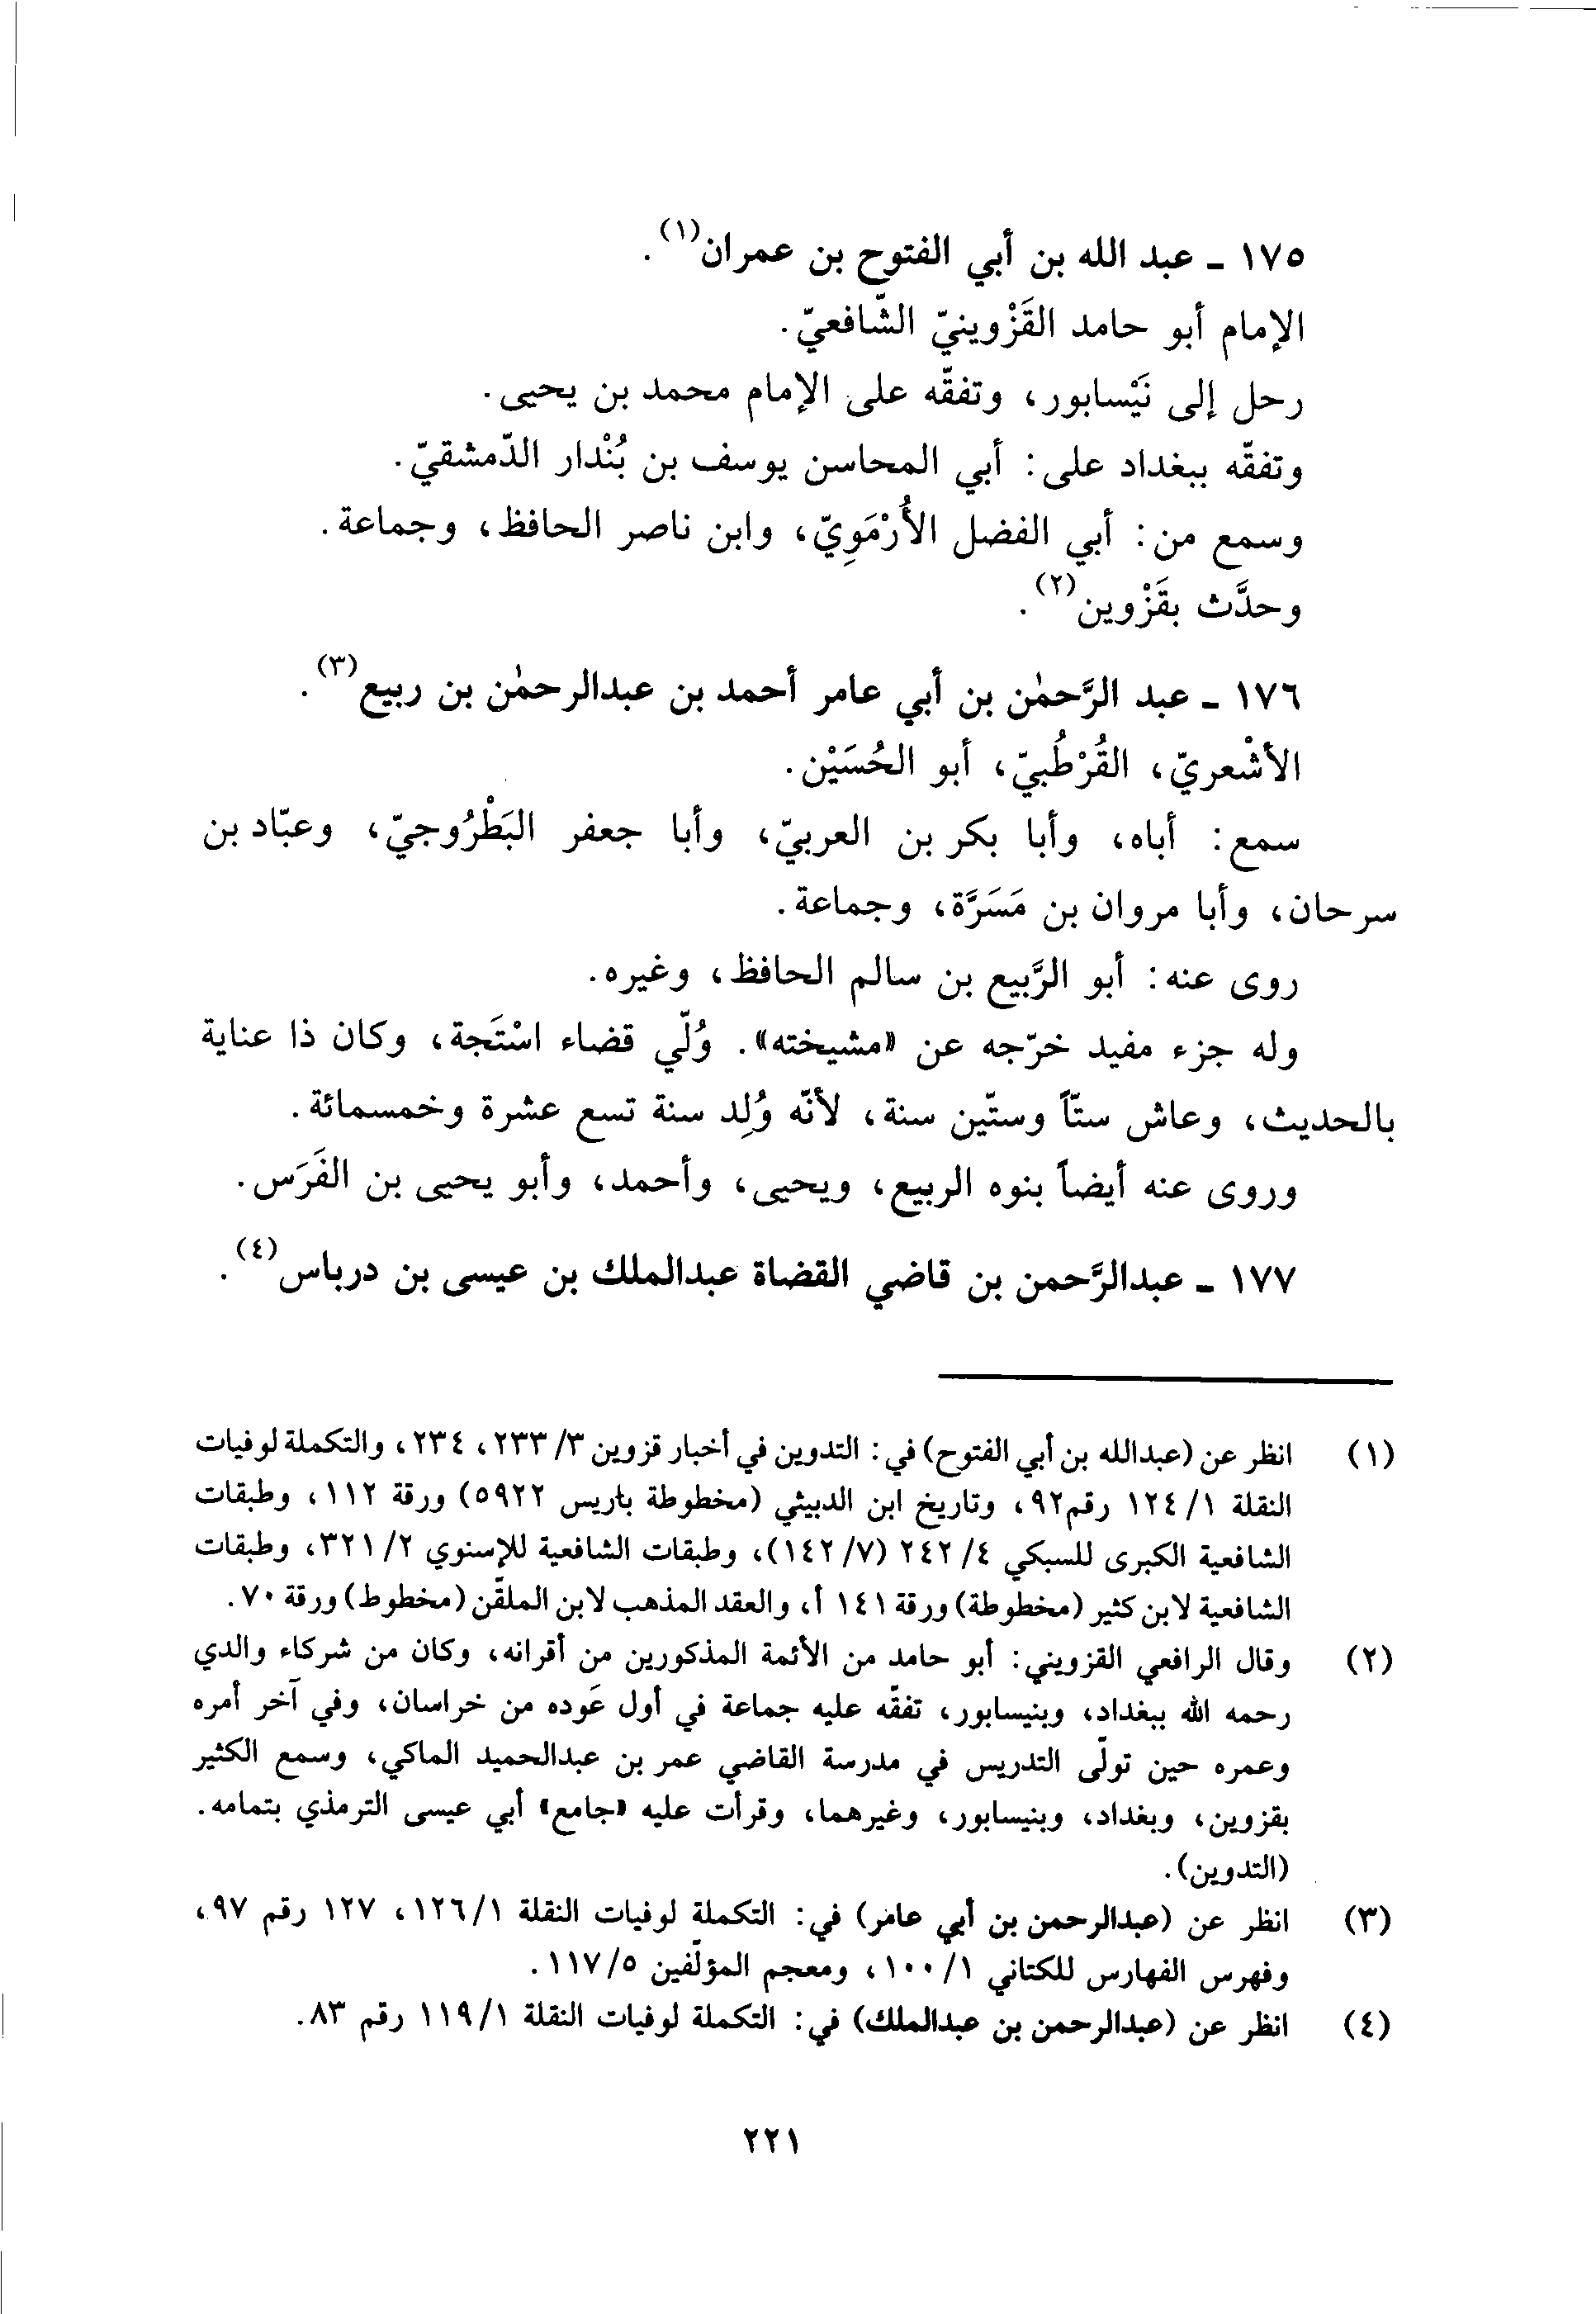 ١٧٥ ـ عبد الله بن أبي الفتوح بن عمران(١).
الإمام أبو حامد القَزْوينيّ الشّافعيّ.
رحل إلى نَيْسابور، وتفقّه على الإمام محمد بن يحيى.
وتفقّه ببغداد على: أبي المحاسن يوسف بن بُنْدار الدّمشقيّ.
وسمع من: أبي الفضل الأُرْمَوِيّ، وابن ناصر الحافظ، وجماعة.
وحدَّث بقَزْوين(٢).
١٧٦ ـ عبد الرَّحمٰن بن أبي عامر أحمد بن عبدالرحمٰن بن ربيع(٣).
الأشْعريّ، القُرْطُبيّ، أبو الحُسَيْن.
سمع: أباه، وأبا بكر بن العربيّ، وأبا جعفر البَطْرُوجيّ، وعبّاد بن
سرحان، وأبا مروان بن مَسَرَّة، وجماعة.
روى عنه: أبو الرَّبيع بن سالم الحافظ، وغيره.
وله جزء مفيد خرّجه عن «مشيخته». وُلّي قضاء اسْتَجة، وكان ذا عناية
بالحديث، وعاش ستّاً وستّين سنة، لأنّه وُلِد سنة تسع عشرة وخمسمائة.
وروى عنه أيضاً بنوه الربيع، ويحيى، وأحمد، وأبو يحيى بن الفَرَس.
١٧٧ ـ عبدالرَّحمن بن قاضي القضاة عبدالملك بن عيسى بن درباس(٤).
(١) انظر عن (عبدالله بن أبي الفتوح) في: التدوين في أخبار قزوين ٣/ ٢٣٣، ٢٣٤، والتكملة لوفيات
النقلة ١/ ١٢٤ رقم٩٢، وتاريخ ابن الدبيثي (مخطوطة باريس ٥٩٢٢) ورقة ١١٢، وطبقات
الشافعية الكبرى للسبكي ٤/ ٢٤٢ (٧/ ١٤٢)، وطبقات الشافعية للإسنوي ٢/ ٣٢١، وطبقات
الشافعية لابن كثير (مخطوطة) ورقة ١٤١ أ، والعقد المذهب لابن الملقّن (مخطوط) ورقة ٧٠.
(٢) وقال الرافعي القزويني: أبو حامد من الأئمة المذكورين من أقرانه، وكان من شركاء والدي
رحمه الله ببغداد، وبنيسابور، تفقّه عليه جماعة في أول عَوده من خراسان، وفي آخر أمره
وعمره حين تولّى التدريس في مدرسة القاضي عمر بن عبدالحميد الماكي، وسمع الكثير
بقزوين، وبغداد، وبنيسابور، وغيرهما، وقرأت عليه «جامع» أبي عيسى الترمذي بتمامه.
(التدوين).
(٣) انظر عن (عبدالرحمن بن أبي عامر) في: التكملة لوفيات النقلة ١/ ١٢٦، ١٢٧ رقم ٩٧،
وفهرس الفهارس للكتاني ١/ ١٠٠، ومعجم المؤلّفين ٥/ ١١٧.
(٤) انظر عن (عبدالرحمن بن عبدالملك) في: التكملة لوفيات النقلة ١/ ١١٩ رقم ٨٣.
٢٢١